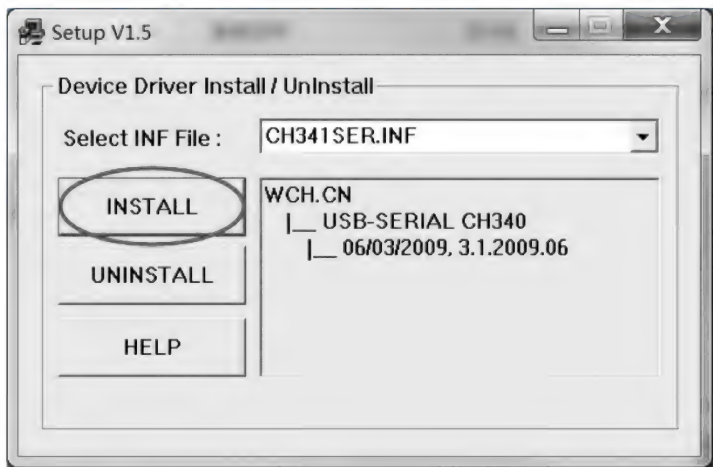 Setup V1.5
Device Driver Install / UnInstall
Select INF File :
CH341SER.INF
INSTALL
WCH.CN
|__ USB-SERIAL CH340
|__ 06/03/2009, 3.1.2009.06
UNINSTALL
HELP